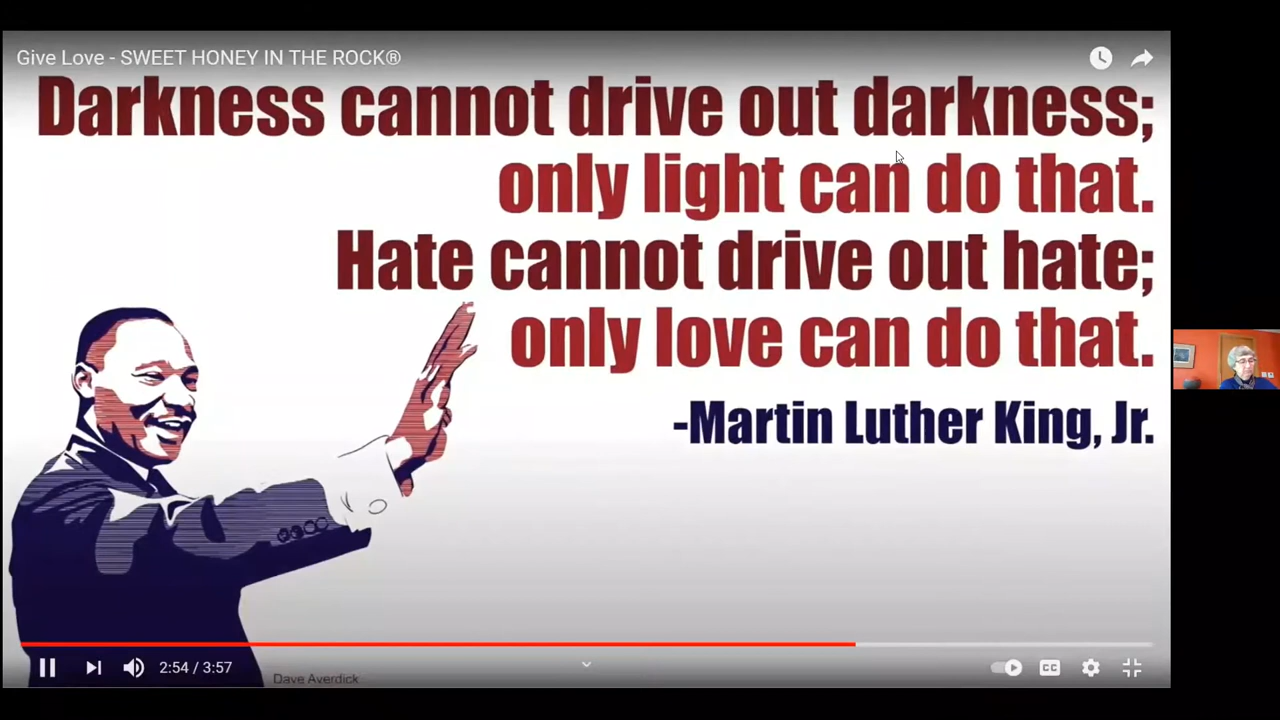 Give Love - SWEET HONEY IN THE ROCK®
Darkness cannot drive out darkness;
only light can do that.
Hate cannot drive out hate;
only love can do that.
-Martin Luther King, Jr.
2:54 / 3:57
CC
Dave Averdick